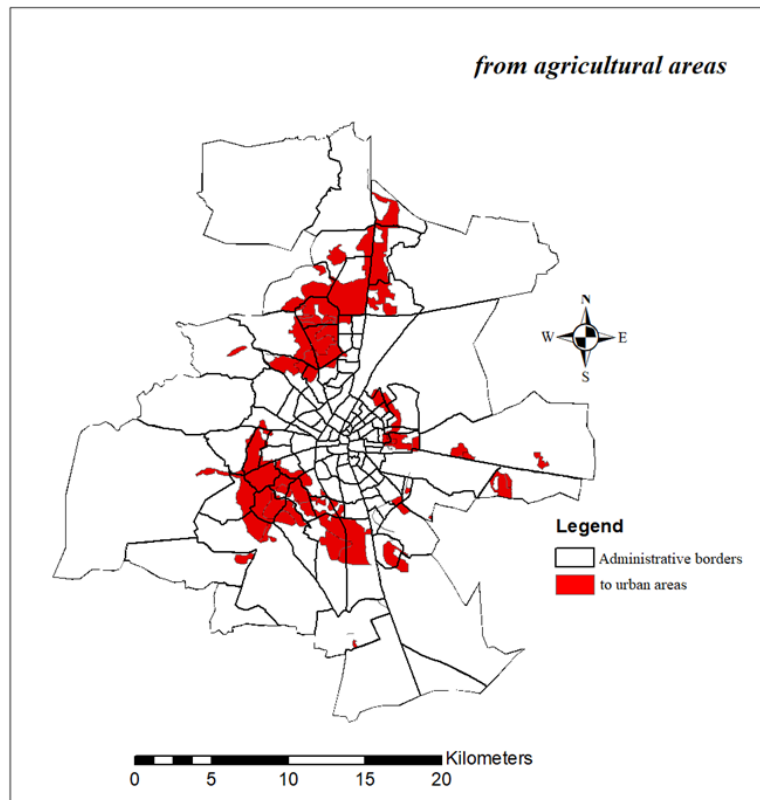 from agricultural areas
N
W E
S
Legend
Administrative borders
to urban areas
Kilometers
0 5 10 15 20